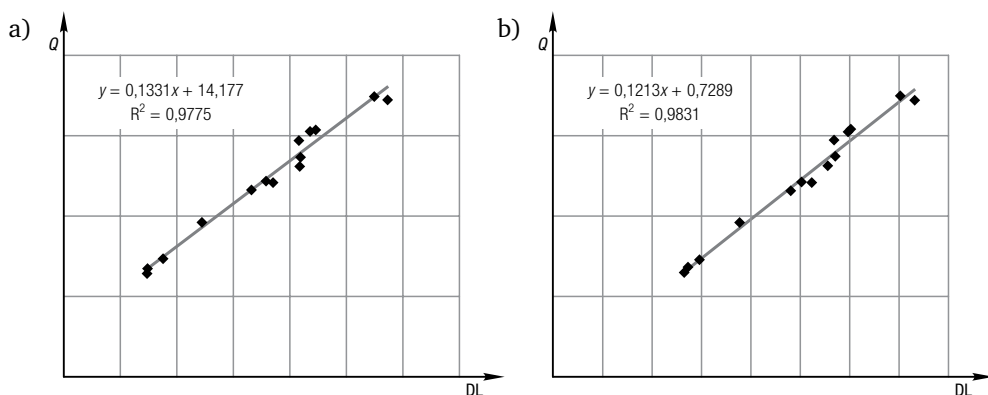 a)
Q
y = 0,1331x + 14,177
R² = 0,9775
DL
b)
Q
y = 0,1213x + 0,7289
R² = 0,9831
DL